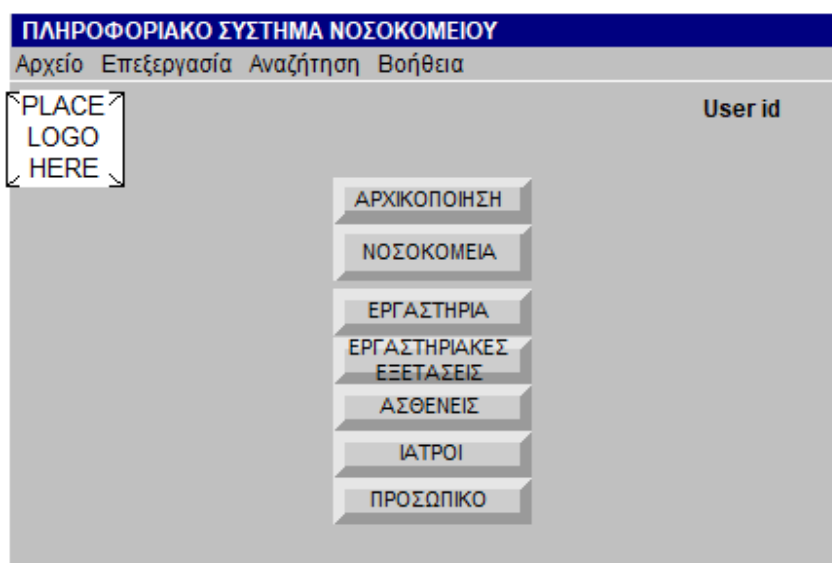 ΠΛΗΡΟΦΟΡΙΑΚΟ ΣΥΣΤΗΜΑ ΝΟΣΟΚΟΜΕΙΟΥ
Αρχείο Επεξεργασία Αναζήτηση Βοήθεια
PLACE
LOGO
HERE
User id
ΑΡΧΙΚΟΠΟΙΗΣΗ
ΝΟΣΟΚΟΜΕΙΑ
ΕΡΓΑΣΤΗΡΙΑ
ΕΡΓΑΣΤΗΡΙΑΚΕΣ
ΕΞΕΤΑΣΕΙΣ
ΑΣΘΕΝΕΙΣ
ΙΑΤΡΟΙ
ΠΡΟΣΩΠΙΚΟ